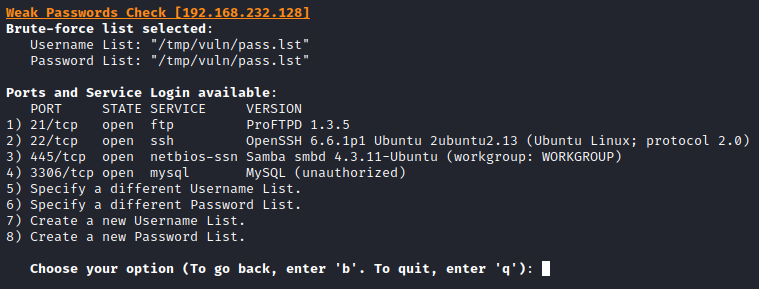 Weak Passwords Check [192.168.232.128]
Brute-force list selected:
   Username List: "/tmp/vuln/pass.lst"
   Password List: "/tmp/vuln/pass.lst"

Ports and Service Login available:
   PORT     STATE SERVICE     VERSION
1) 21/tcp   open  ftp         ProFTPD 1.3.5
2) 22/tcp   open  ssh         OpenSSH 6.6.1p1 Ubuntu 2ubuntu2.13 (Ubuntu Linux; protocol 2.0)
3) 445/tcp  open  netbios-ssn Samba smbd 4.3.11-Ubuntu (workgroup: WORKGROUP)
4) 3306/tcp open  mysql       MySQL (unauthorized)
5) Specify a different Username List.
6) Specify a different Password List.
7) Create a new Username List.
8) Create a new Password List.

   Choose your option (To go back, enter 'b'. To quit, enter 'q'):